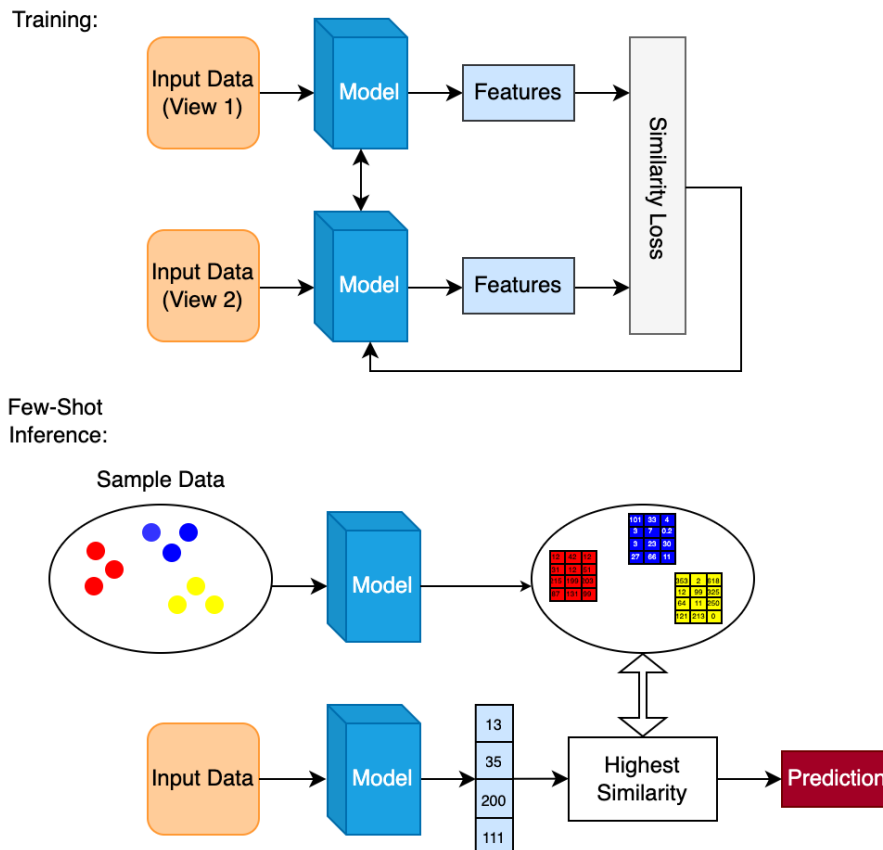 Training:
Input Data
(View 1)
Model
Features
Similarity Loss
Input Data
(View 2)
Model
Features
Few-Shot
Inference:
Sample Data
Model
101 33 4
3 7 0.2
3 23 30
27 66 11
353 2 618
12 99 325
64 11 250
121 213 0
Input Data
Model
13
35
200
111
Highest
Similarity
Prediction